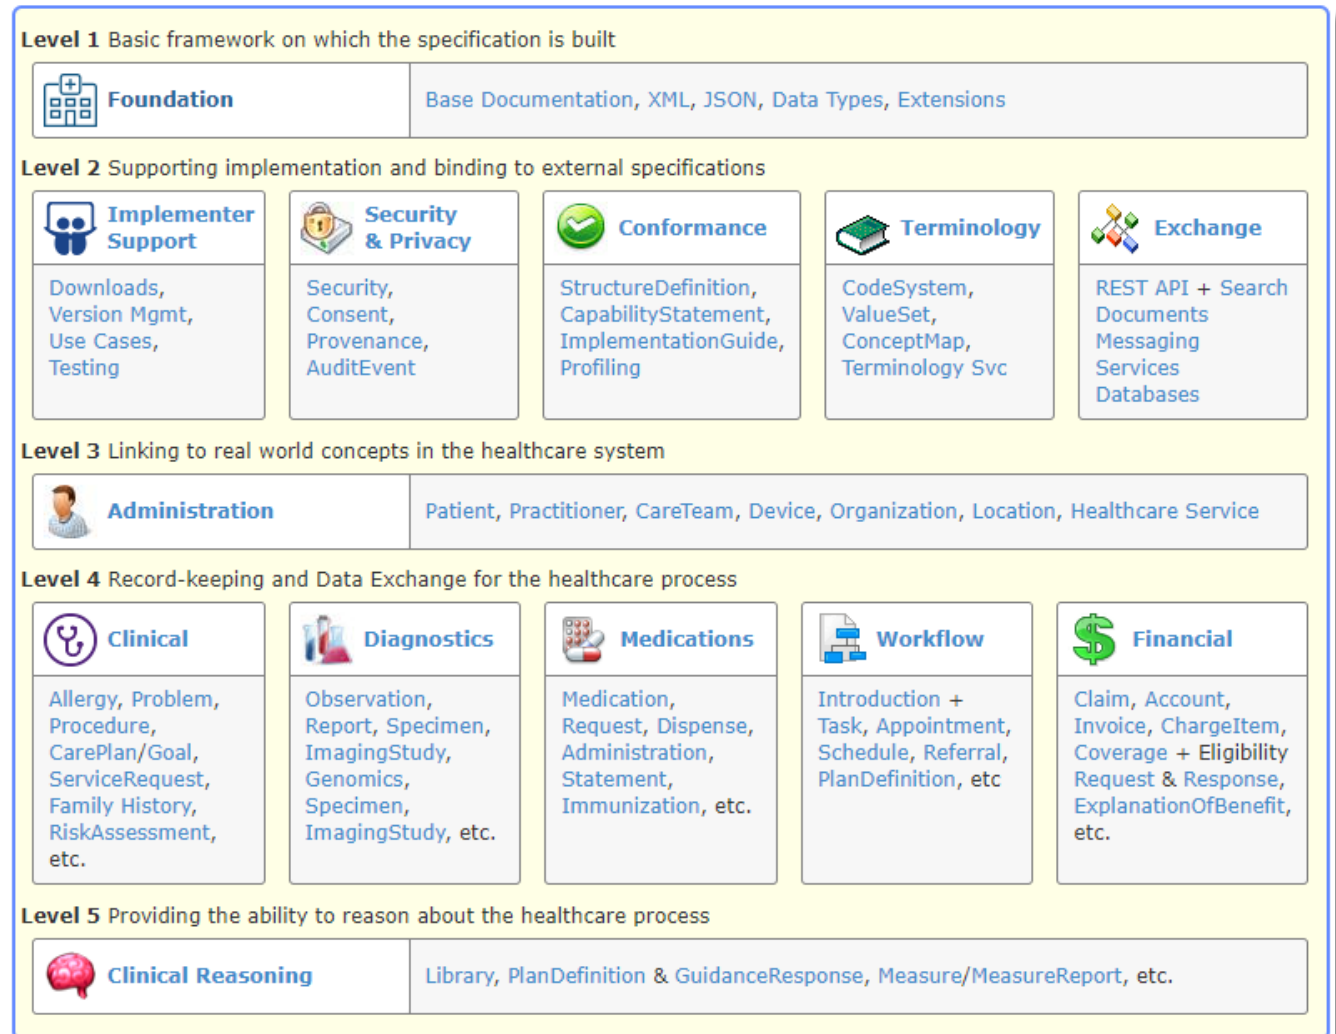 Level 1 Basic framework on which the specification is built
Foundation
Base Documentation, XML, JSON, Data Types, Extensions
Level 2 Supporting implementation and binding to external specifications
Implementer
Support
Downloads,
Version Mgmt,
Use Cases,
Testing
Security
& Privacy
Security,
Consent,
Provenance,
AuditEvent
Conformance
StructureDefinition,
CapabilityStatement,
ImplementationGuide,
Profiling
Terminology
CodeSystem,
ValueSet,
ConceptMap,
Terminology Svc
Exchange
REST API + Search
Documents
Messaging
Services
Databases
Level 3 Linking to real world concepts in the healthcare system
Administration
Patient, Practitioner, CareTeam, Device, Organization, Location, Healthcare Service
Level 4 Record-keeping and Data Exchange for the healthcare process
Clinical
Allergy, Problem,
Procedure,
CarePlan/Goal,
ServiceRequest,
Family History,
RiskAssessment,
etc.
Diagnostics
Observation,
Report, Specimen,
ImagingStudy,
Genomics,
Specimen,
ImagingStudy, etc.
Medications
Medication,
Request, Dispense,
Administration,
Statement,
Immunization, etc.
Workflow
Introduction +
Task, Appointment,
Schedule, Referral,
PlanDefinition, etc
Financial
Claim, Account,
Invoice, ChargeItem,
Coverage + Eligibility
Request & Response,
ExplanationOfBenefit,
etc.
Level 5 Providing the ability to reason about the healthcare process
Clinical Reasoning
Library, PlanDefinition & GuidanceResponse, Measure/MeasureReport, etc.